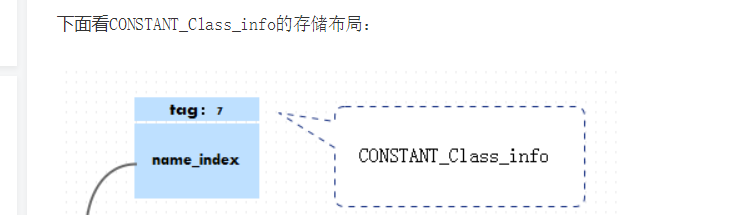 下面看CONSTANT_Class_info的存储布局：
tag: 7
name_index
CONSTANT_Class_info